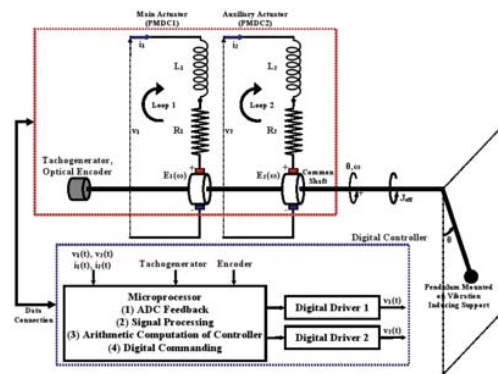 Main Actuator
(PMDC1)
Auxiliary Actuator
(PMDC2)
i₁
i₂
L₁
L₂
Loop 1
Loop 2
v₁
v₂
R₁
R₂
Tachogenerator,
Optical Encoder
E₁(ω)
E₂(ω)
+
+
-
-
Common
Shaft
θ,ω
J_eff
Digital Controller
θ
Pendulum Mounted
on Vibration
Inducing Support
v₁(t), v₂(t)
i₁(t), i₂(t)
Tachogenerator
Encoder
Data
Connection
Microprocessor
(1) ADC Feedback
(2) Signal Processing
(3) Arithmetic Computation of Controller
(4) Digital Commanding
Digital Driver 1
v₁(t)
Digital Driver 2
v₂(t)